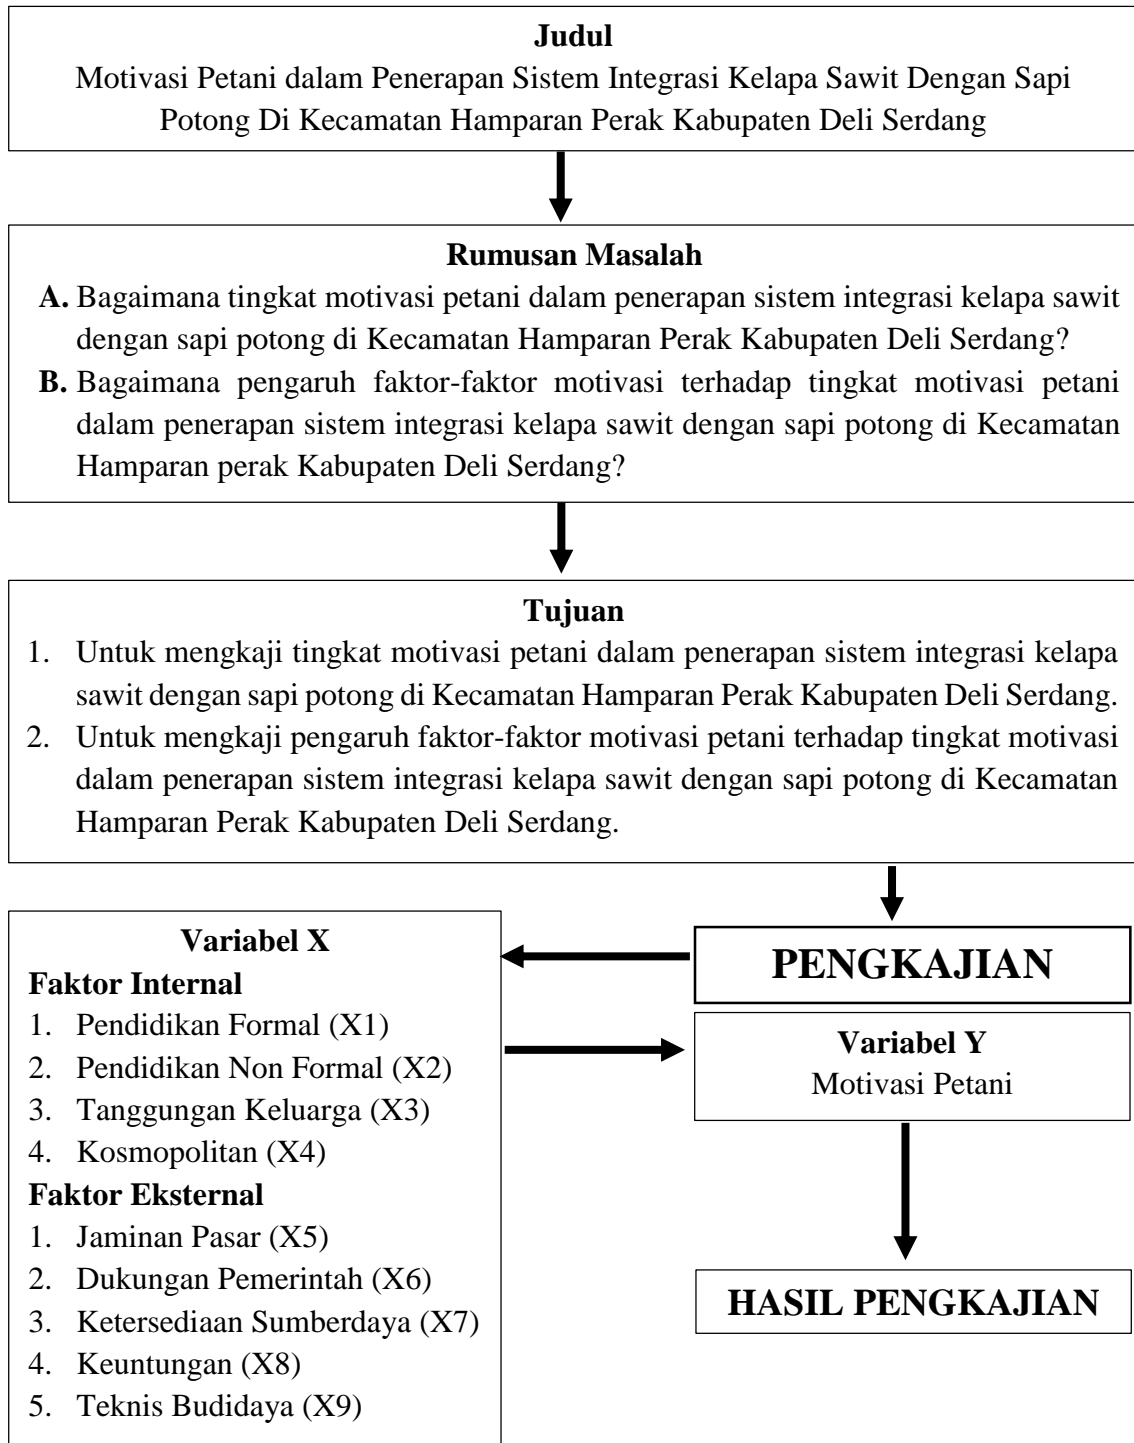 Judul
Motivasi Petani dalam Penerapan Sistem Integrasi Kelapa Sawit Dengan Sapi
Potong Di Kecamatan Hamparan Perak Kabupaten Deli Serdang
Rumusan Masalah
A. Bagaimana tingkat motivasi petani dalam penerapan sistem integrasi kelapa sawit
dengan sapi potong di Kecamatan Hamparan Perak Kabupaten Deli Serdang?
B. Bagaimana pengaruh faktor-faktor motivasi terhadap tingkat motivasi petani
dalam penerapan sistem integrasi kelapa sawit dengan sapi potong di Kecamatan
Hamparan perak Kabupaten Deli Serdang?
Tujuan
1. Untuk mengkaji tingkat motivasi petani dalam penerapan sistem integrasi kelapa
sawit dengan sapi potong di Kecamatan Hamparan Perak Kabupaten Deli Serdang.
2. Untuk mengkaji pengaruh faktor-faktor motivasi petani terhadap tingkat motivasi
dalam penerapan sistem integrasi kelapa sawit dengan sapi potong di Kecamatan
Hamparan Perak Kabupaten Deli Serdang.
Variabel X
Faktor Internal
1. Pendidikan Formal (X1)
2. Pendidikan Non Formal (X2)
3. Tanggungan Keluarga (X3)
4. Kosmopolitan (X4)
Faktor Eksternal
1. Jaminan Pasar (X5)
2. Dukungan Pemerintah (X6)
3. Ketersediaan Sumberdaya (X7)
4. Keuntungan (X8)
5. Teknis Budidaya (X9)
PENGKAJIAN
Variabel Y
Motivasi Petani
HASIL PENGKAJIAN